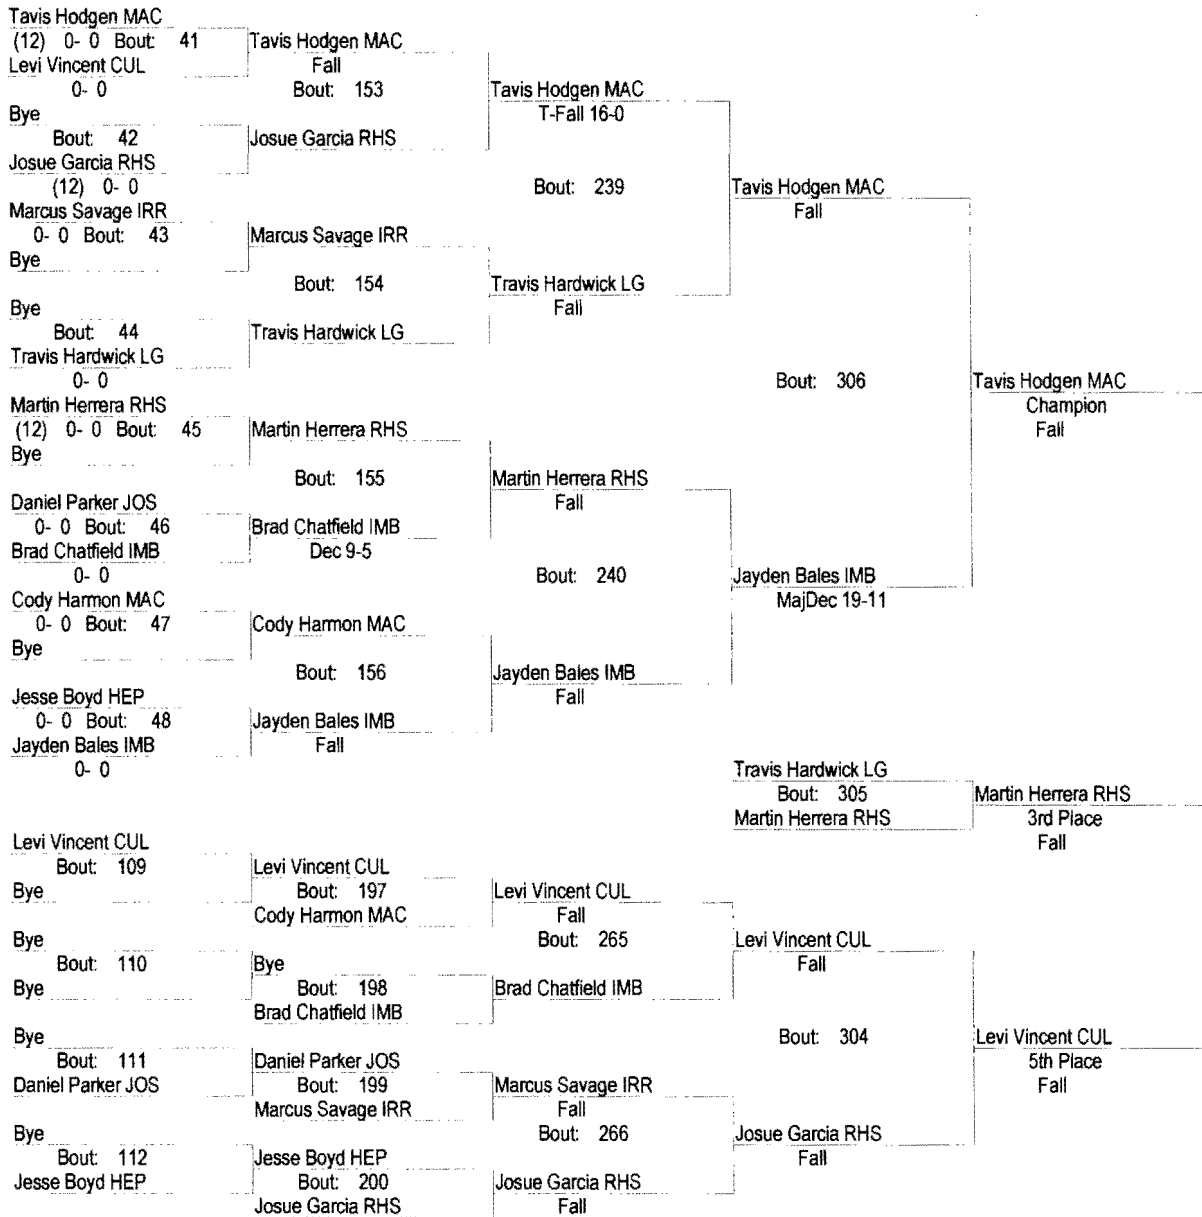 Tavis Hodgen MAC
(12) 0- 0 Bout: 41
Levi Vincent CUL
0- 0
Bye
Bout: 42
Josue Garcia RHS
(12) 0- 0
Marcus Savage IRR
0- 0 Bout: 43
Bye
Bye
Bout: 44
Travis Hardwick LG
0- 0
Martin Herrera RHS
(12) 0- 0 Bout: 45
Bye
Daniel Parker JOS
0- 0 Bout: 46
Brad Chatfield IMB
0- 0
Cody Harmon MAC
0- 0 Bout: 47
Bye
Jesse Boyd HEP
0- 0 Bout: 48
Jayden Bales IMB
0- 0
Tavis Hodgen MAC
Fall
Bout: 153
Josue Garcia RHS
Marcus Savage IRR
Bout: 154
Travis Hardwick LG
Martin Herrera RHS
Bout: 155
Brad Chatfield IMB
Dec 9-5
Cody Harmon MAC
Bout: 156
Jayden Bales IMB
Fall
Tavis Hodgen MAC
T-Fall 16-0
Bout: 239
Travis Hardwick LG
Fall
Martin Herrera RHS
Fall
Bout: 240
Jayden Bales IMB
Fall
Tavis Hodgen MAC
Fall
Bout: 306
Jayden Bales IMB
MajDec 19-11
Tavis Hodgen MAC
Champion
Fall
Travis Hardwick LG
Bout: 305
Martin Herrera RHS
Martin Herrera RHS
3rd Place
Fall
Levi Vincent CUL
Bout: 109
Bye
Bye
Bout: 110
Bye
Bye
Bout: 111
Daniel Parker JOS
Bye
Bout: 112
Jesse Boyd HEP
Levi Vincent CUL
Bout: 197
Cody Harmon MAC
Bye
Bout: 198
Brad Chatfield IMB
Daniel Parker JOS
Bout: 199
Marcus Savage IRR
Jesse Boyd HEP
Bout: 200
Josue Garcia RHS
Levi Vincent CUL
Fall
Bout: 265
Brad Chatfield IMB
Marcus Savage IRR
Fall
Bout: 266
Josue Garcia RHS
Fall
Levi Vincent CUL
Fall
Bout: 304
Josue Garcia RHS
Fall
Levi Vincent CUL
5th Place
Fall